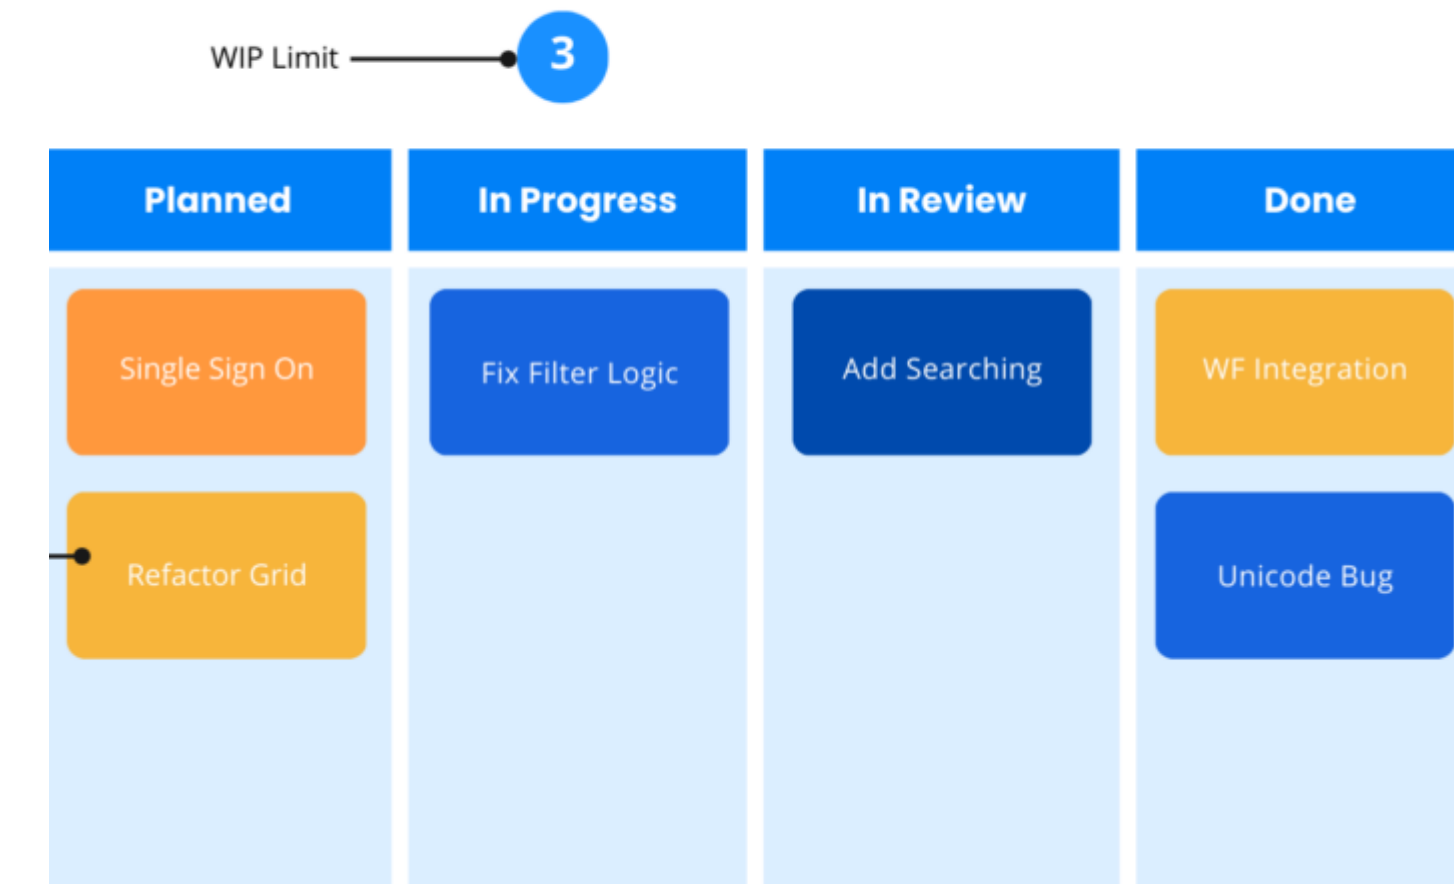 WIP Limit
3
Planned
In Progress
In Review
Done
Single Sign On
Fix Filter Logic
Add Searching
WF Integration
Refactor Grid
Unicode Bug